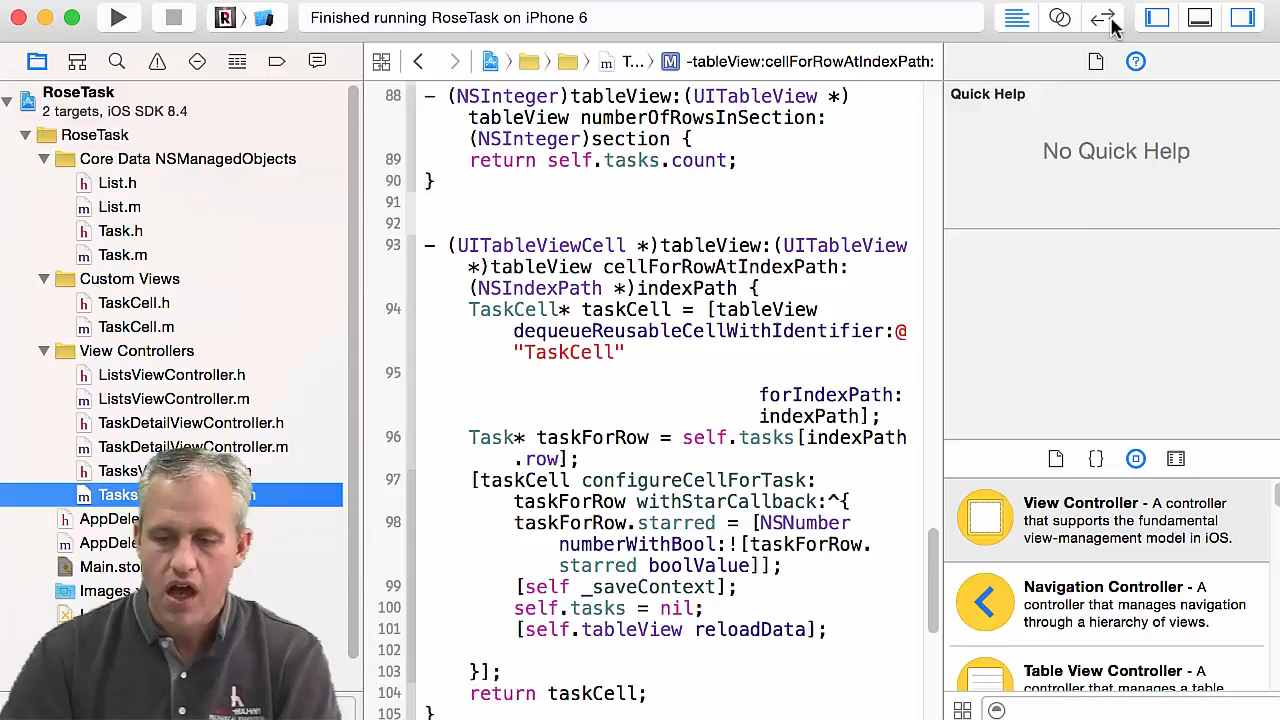 Finished running RoseTask on iPhone 6
T... M -tableView:cellForRowAtIndexPath:
RoseTask
2 targets, iOS SDK 8.4
RoseTask
Core Data NSManagedObjects
h List.h
m List.m
h Task.h
m Task.m
Custom Views
h TaskCell.h
m TaskCell.m
View Controllers
h ListsViewController.h
m ListsViewController.m
h TaskDetailViewController.h
m TaskDetailViewController.m
h
m Tasks
h AppDele
m AppDele
88 - (NSInteger)tableView:(UITableView *)
tableView numberOfRowsInSection:
(NSInteger)section {
89 return self.tasks.count;
90 }
91
92
93 - (UITableViewCell *)tableView:(UITableView
*)tableView cellForRowAtIndexPath:
(NSIndexPath *)indexPath {
94 TaskCell* taskCell = [tableView
dequeueReusableCellWithIdentifier:@
"TaskCell"
95
forIndexPath:
indexPath];
96 Task* taskForRow = self.tasks[indexPath
.row];
97 [taskCell configureCellForTask:
taskForRow withStarCallback:^{
98 taskForRow.starred = [NSNumber
numberWithBool:![taskForRow.
starred boolValue]];
99 [self _saveContext];
100 self.tasks = nil;
101 [self.tableView reloadData];
102
103 }];
104 return taskCell;
105 }
Quick Help
No Quick Help
{}
View Controller - A controller
that supports the fundamental
view-management model in iOS.
Navigation Controller - A
controller that manages navigation
through a hierarchy of views.
Table View Controller - A
controller that manages a table